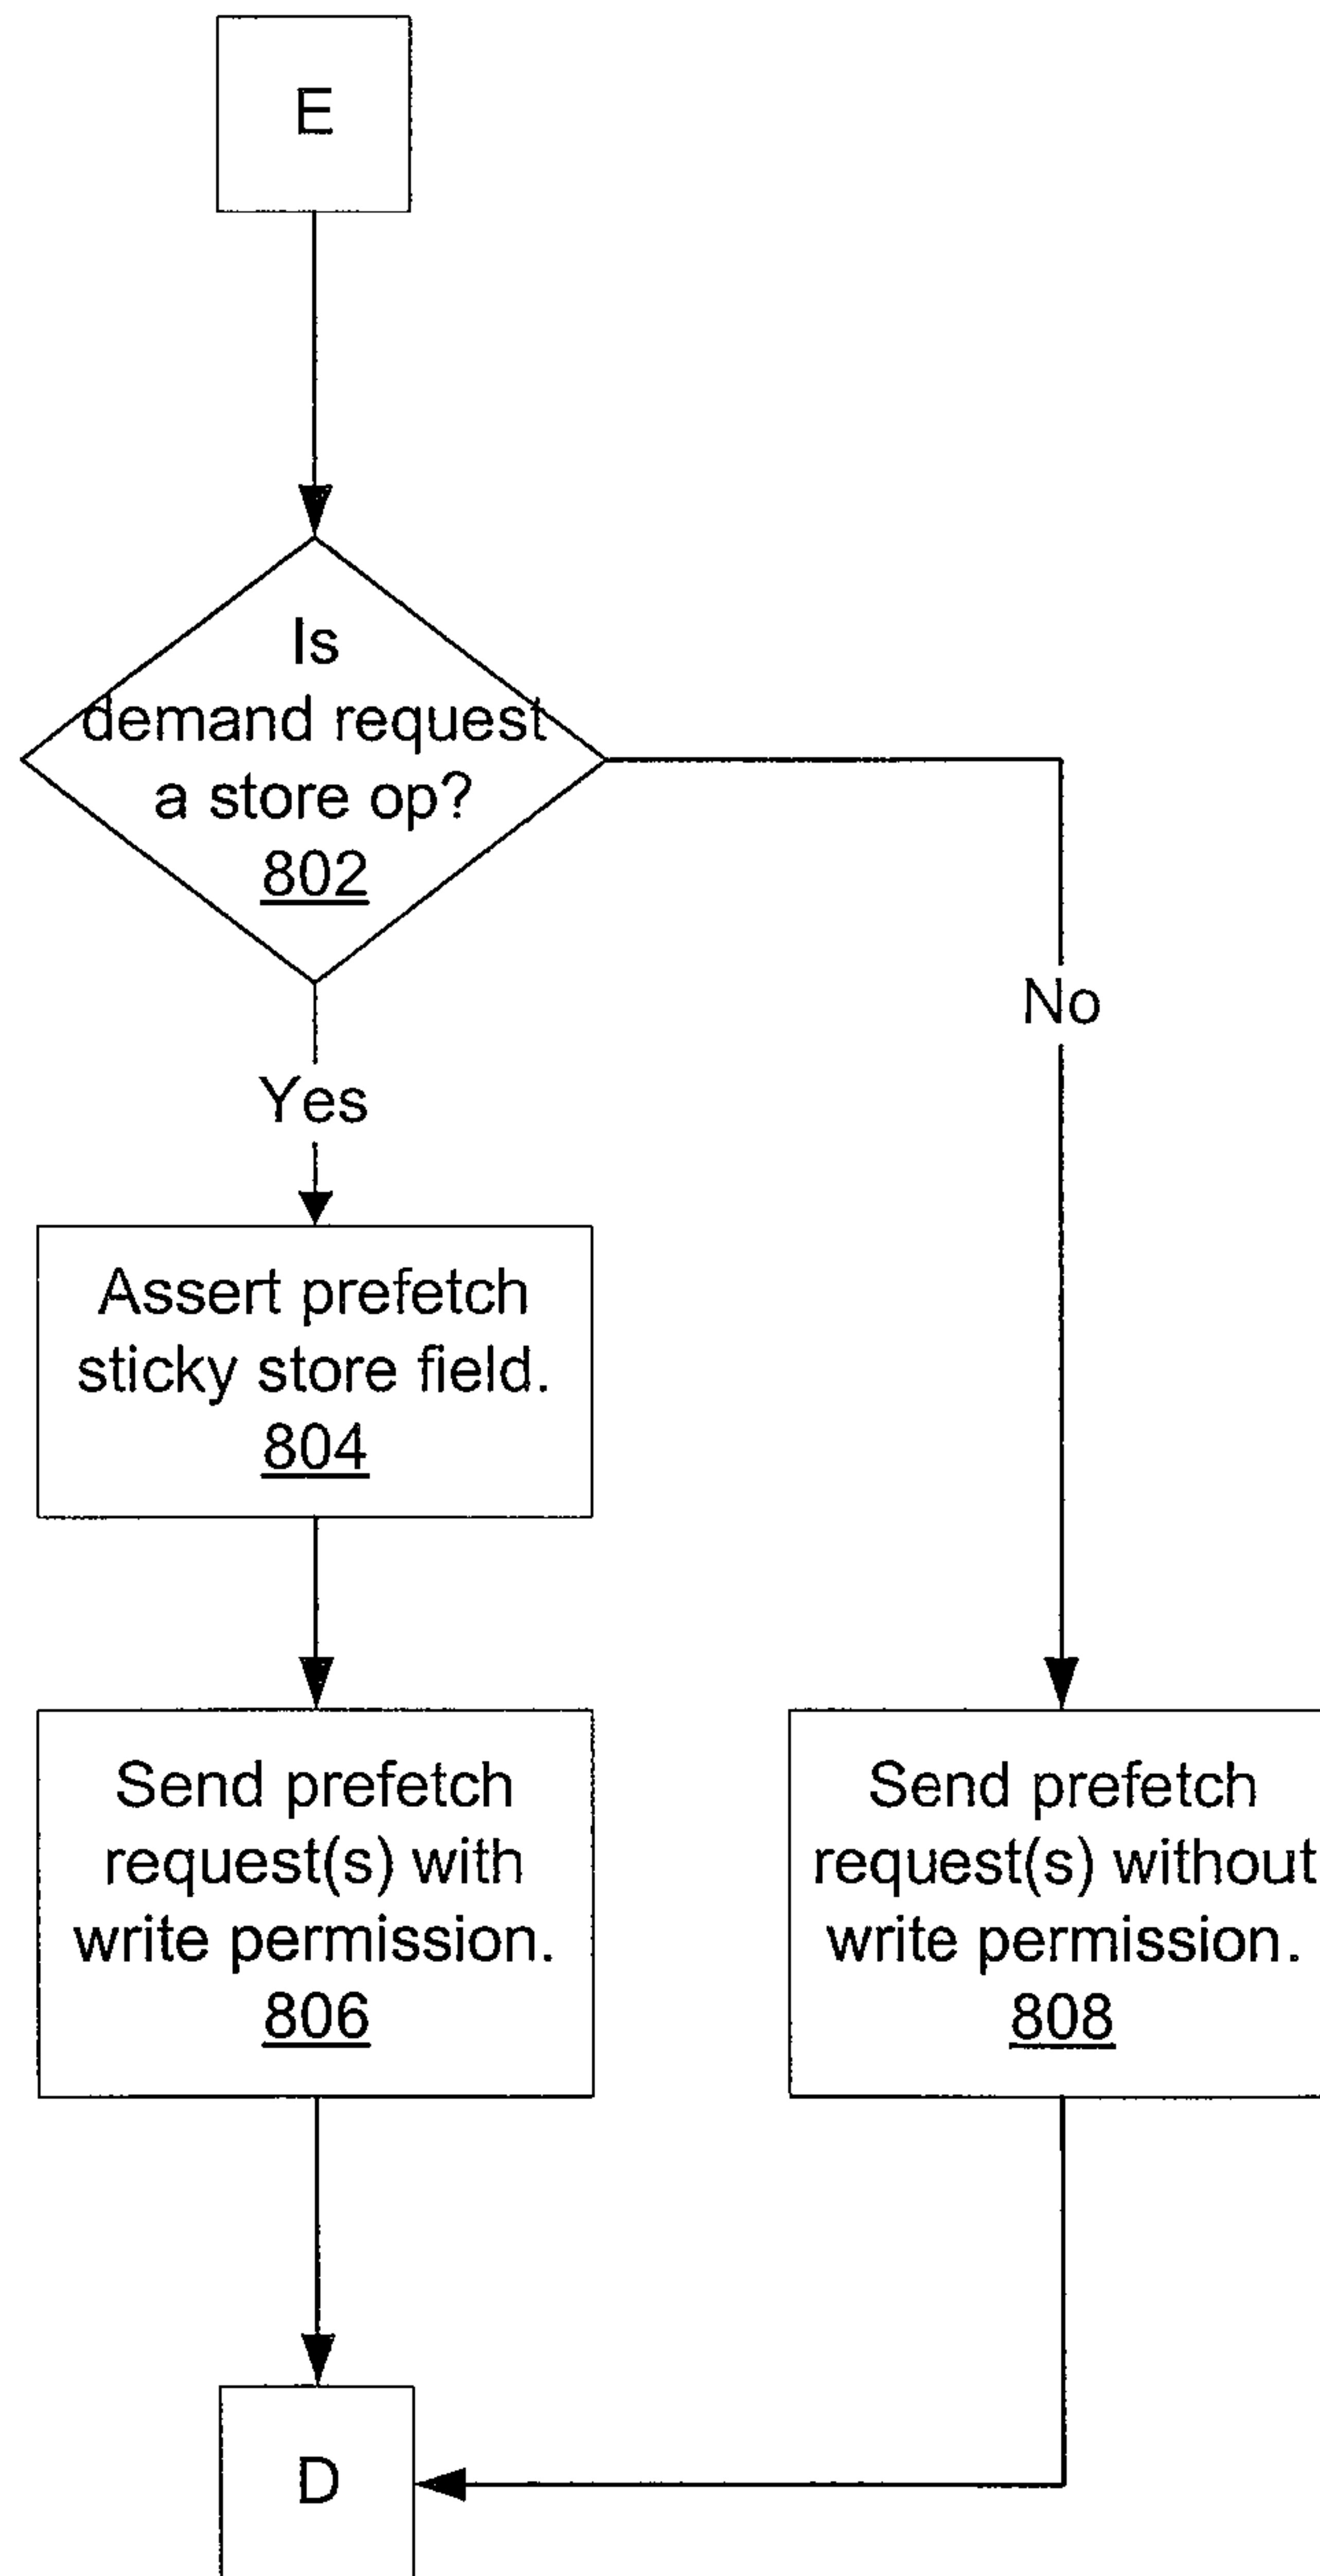 E
Is
demand request
a store op?
802
Yes
No
Assert prefetch
sticky store field.
804
Send prefetch
request(s) with
write permission.
806
Send prefetch
request(s) without
write permission.
808
D